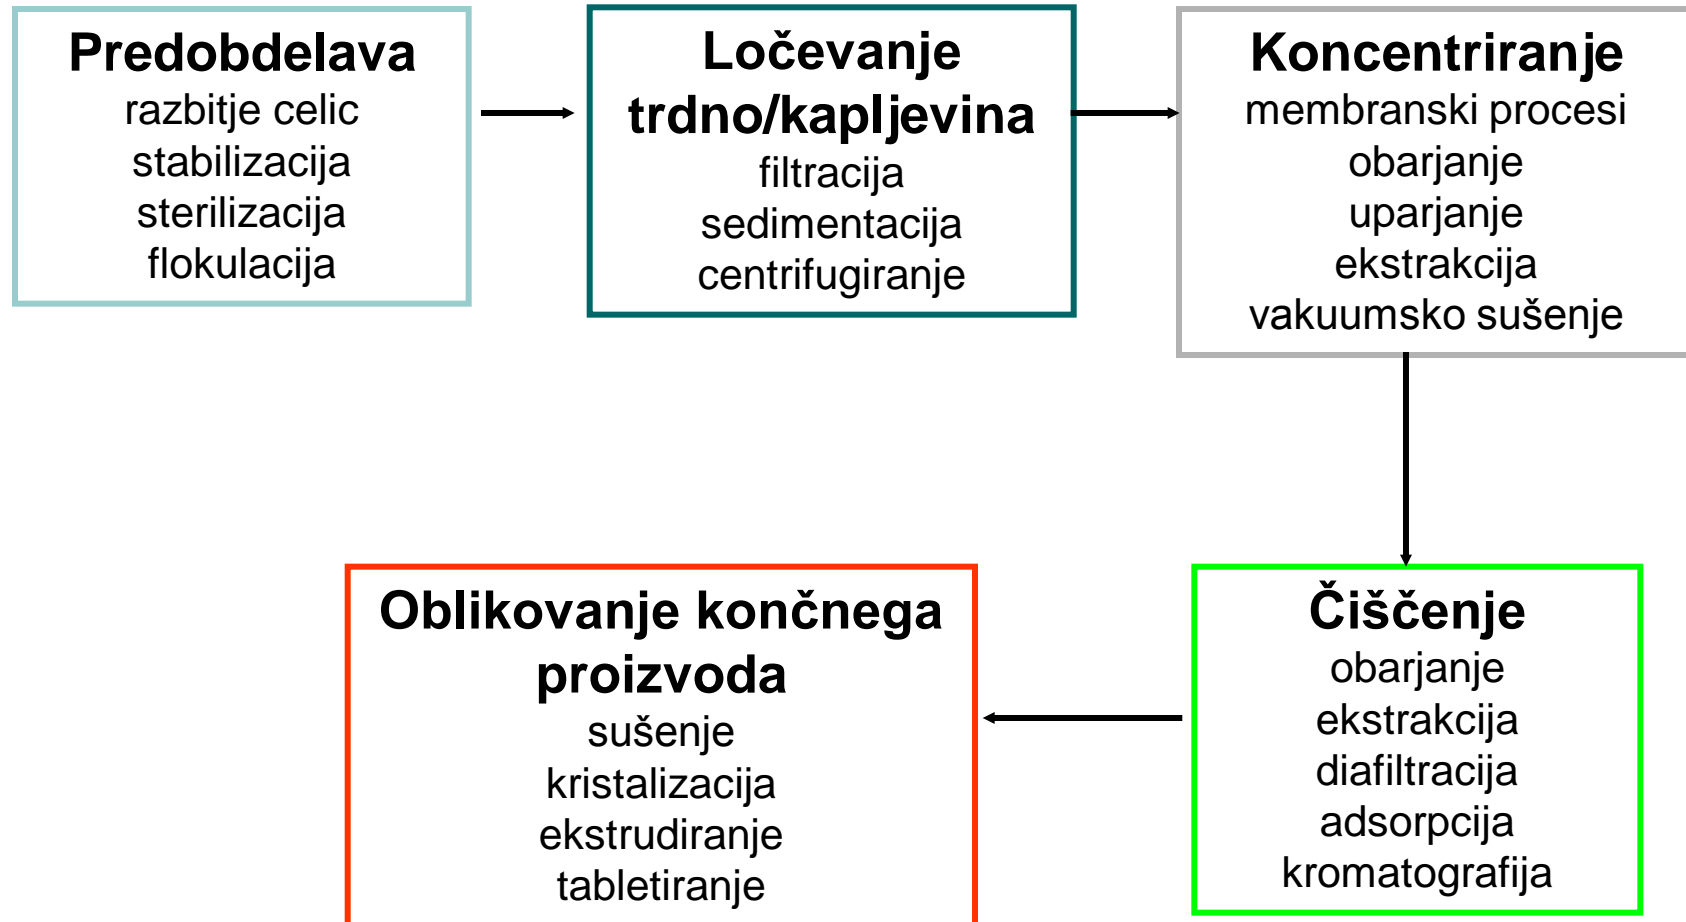 Predobdelava
razbitje celic
stabilizacija
sterilizacija
flokulacija
Ločevanje
trdno/kapljevina
filtracija
sedimentacija
centrifugiranje
Koncentriranje
membranski procesi
obarjanje
uparjanje
ekstrakcija
vakuumsko sušenje
Čiščenje
obarjanje
ekstrakcija
diafiltracija
adsorpcija
kromatografija
Oblikovanje končnega
proizvoda
sušenje
kristalizacija
ekstrudiranje
tabletiranje